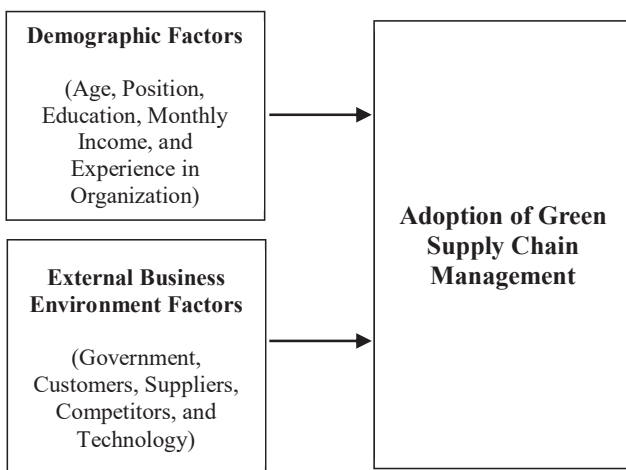 Demographic Factors
(Age, Position,
Education, Monthly
Income, and
Experience in
Organization)
External Business
Environment Factors
(Government,
Customers, Suppliers,
Competitors, and
Technology)
Adoption of Green
Supply Chain
Management